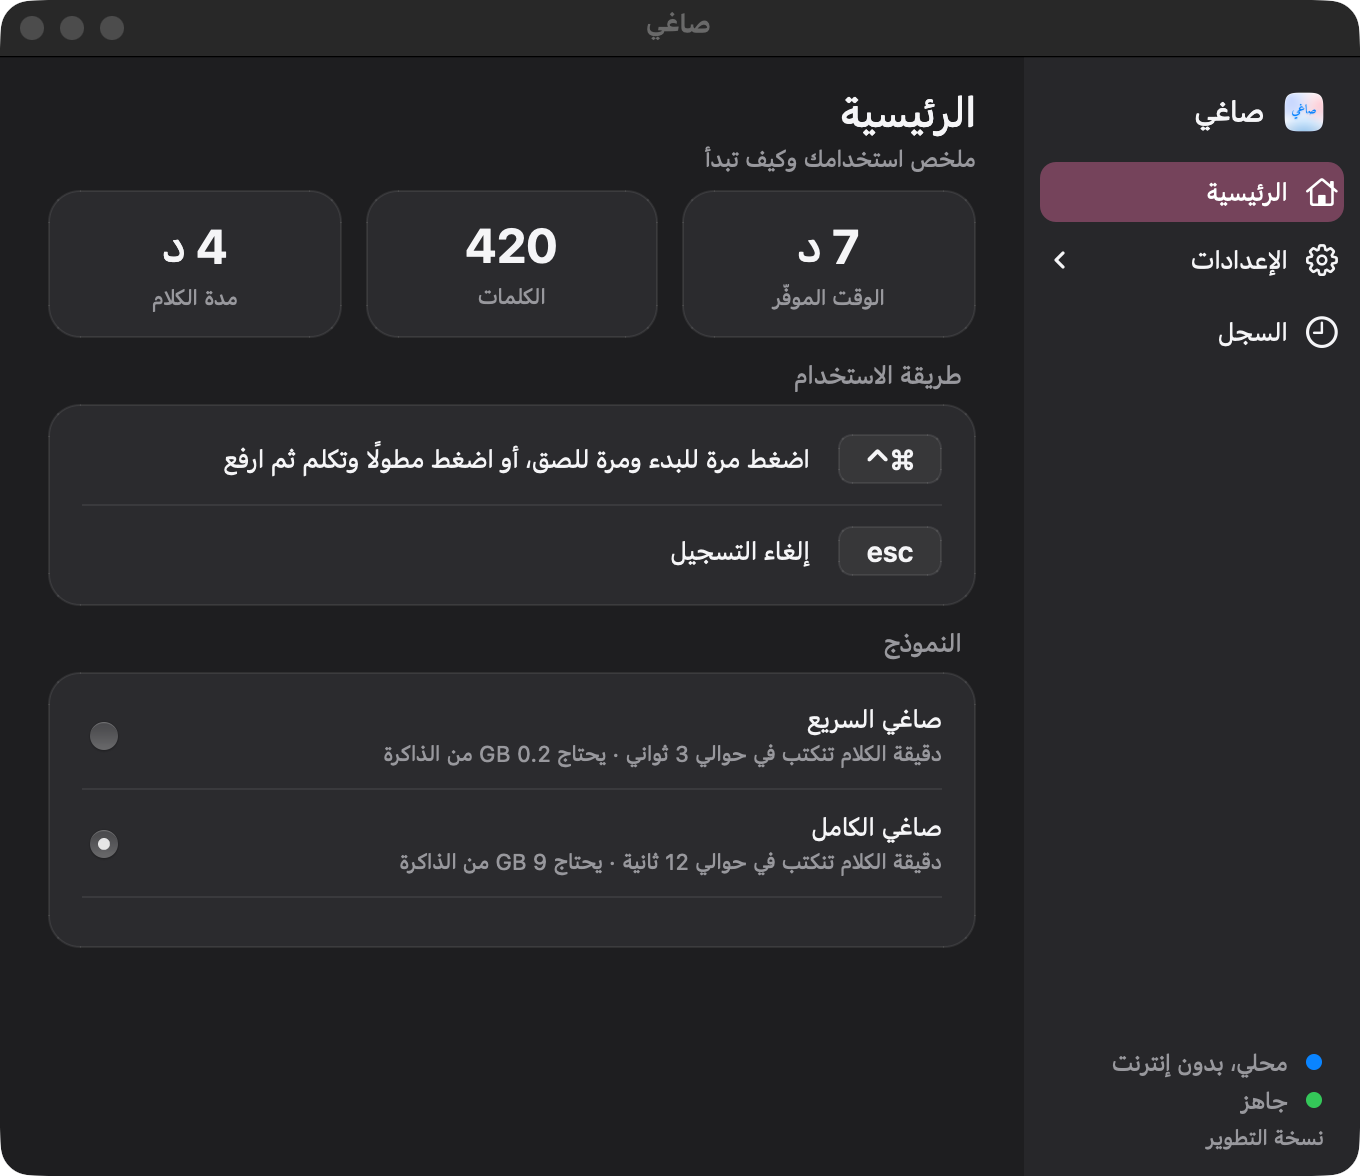 صاغي
صاغي
صاغي
الرئيسية
الإعدادات
السجل
محلي، بدون إنترنت
جاهز
نسخة التطوير
الرئيسية
ملخص استخدامك وكيف تبدأ
7 د
الوقت الموفّر
420
الكلمات
4 د
مدة الكلام
طريقة الاستخدام
⌘^
اضغط مرة للبدء ومرة للصق، أو اضغط مطولًا وتكلم ثم ارفع
esc
إلغاء التسجيل
النموذج
صاغي السريع
دقيقة الكلام تنكتب في حوالي 3 ثواني · يحتاج 0.2 GB من الذاكرة
صاغي الكامل
دقيقة الكلام تنكتب في حوالي 12 ثانية · يحتاج 9 GB من الذاكرة